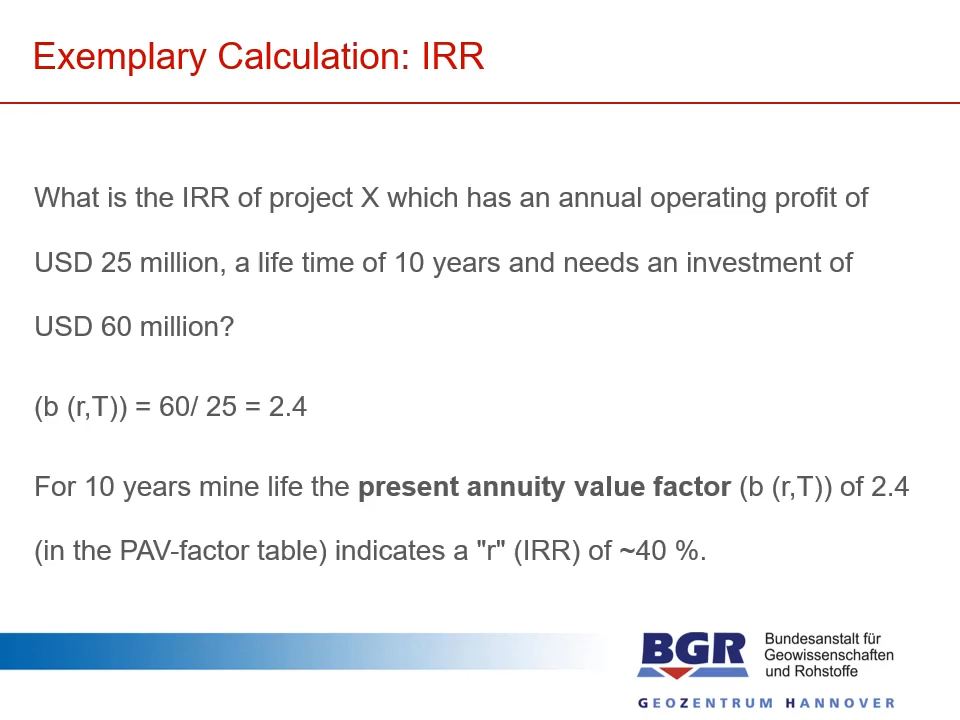 Exemplary Calculation: IRR
What is the IRR of project X which has an annual operating profit of
USD 25 million, a life time of 10 years and needs an investment of
USD 60 million?
(b (r,T)) = 60/ 25 = 2.4
For 10 years mine life the present annuity value factor (b (r,T)) of 2.4
(in the PAV-factor table) indicates a "r" (IRR) of ~40 %.
BGR
Bundesanstalt für
Geowissenschaften
und Rohstoffe
GEOZENTRUM HANNOVER